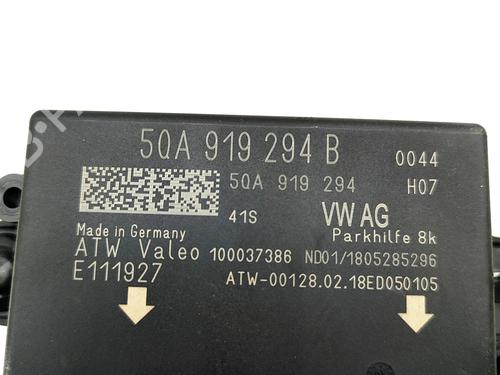 5QA 919 294 B 0044
5QA 919 294 H07
41S VW AG
Made in Germany Parkhilfe 8k
ATW Valeo 100037386 ND01/1805285296
E111927 ATW-00128.02.18ED050105